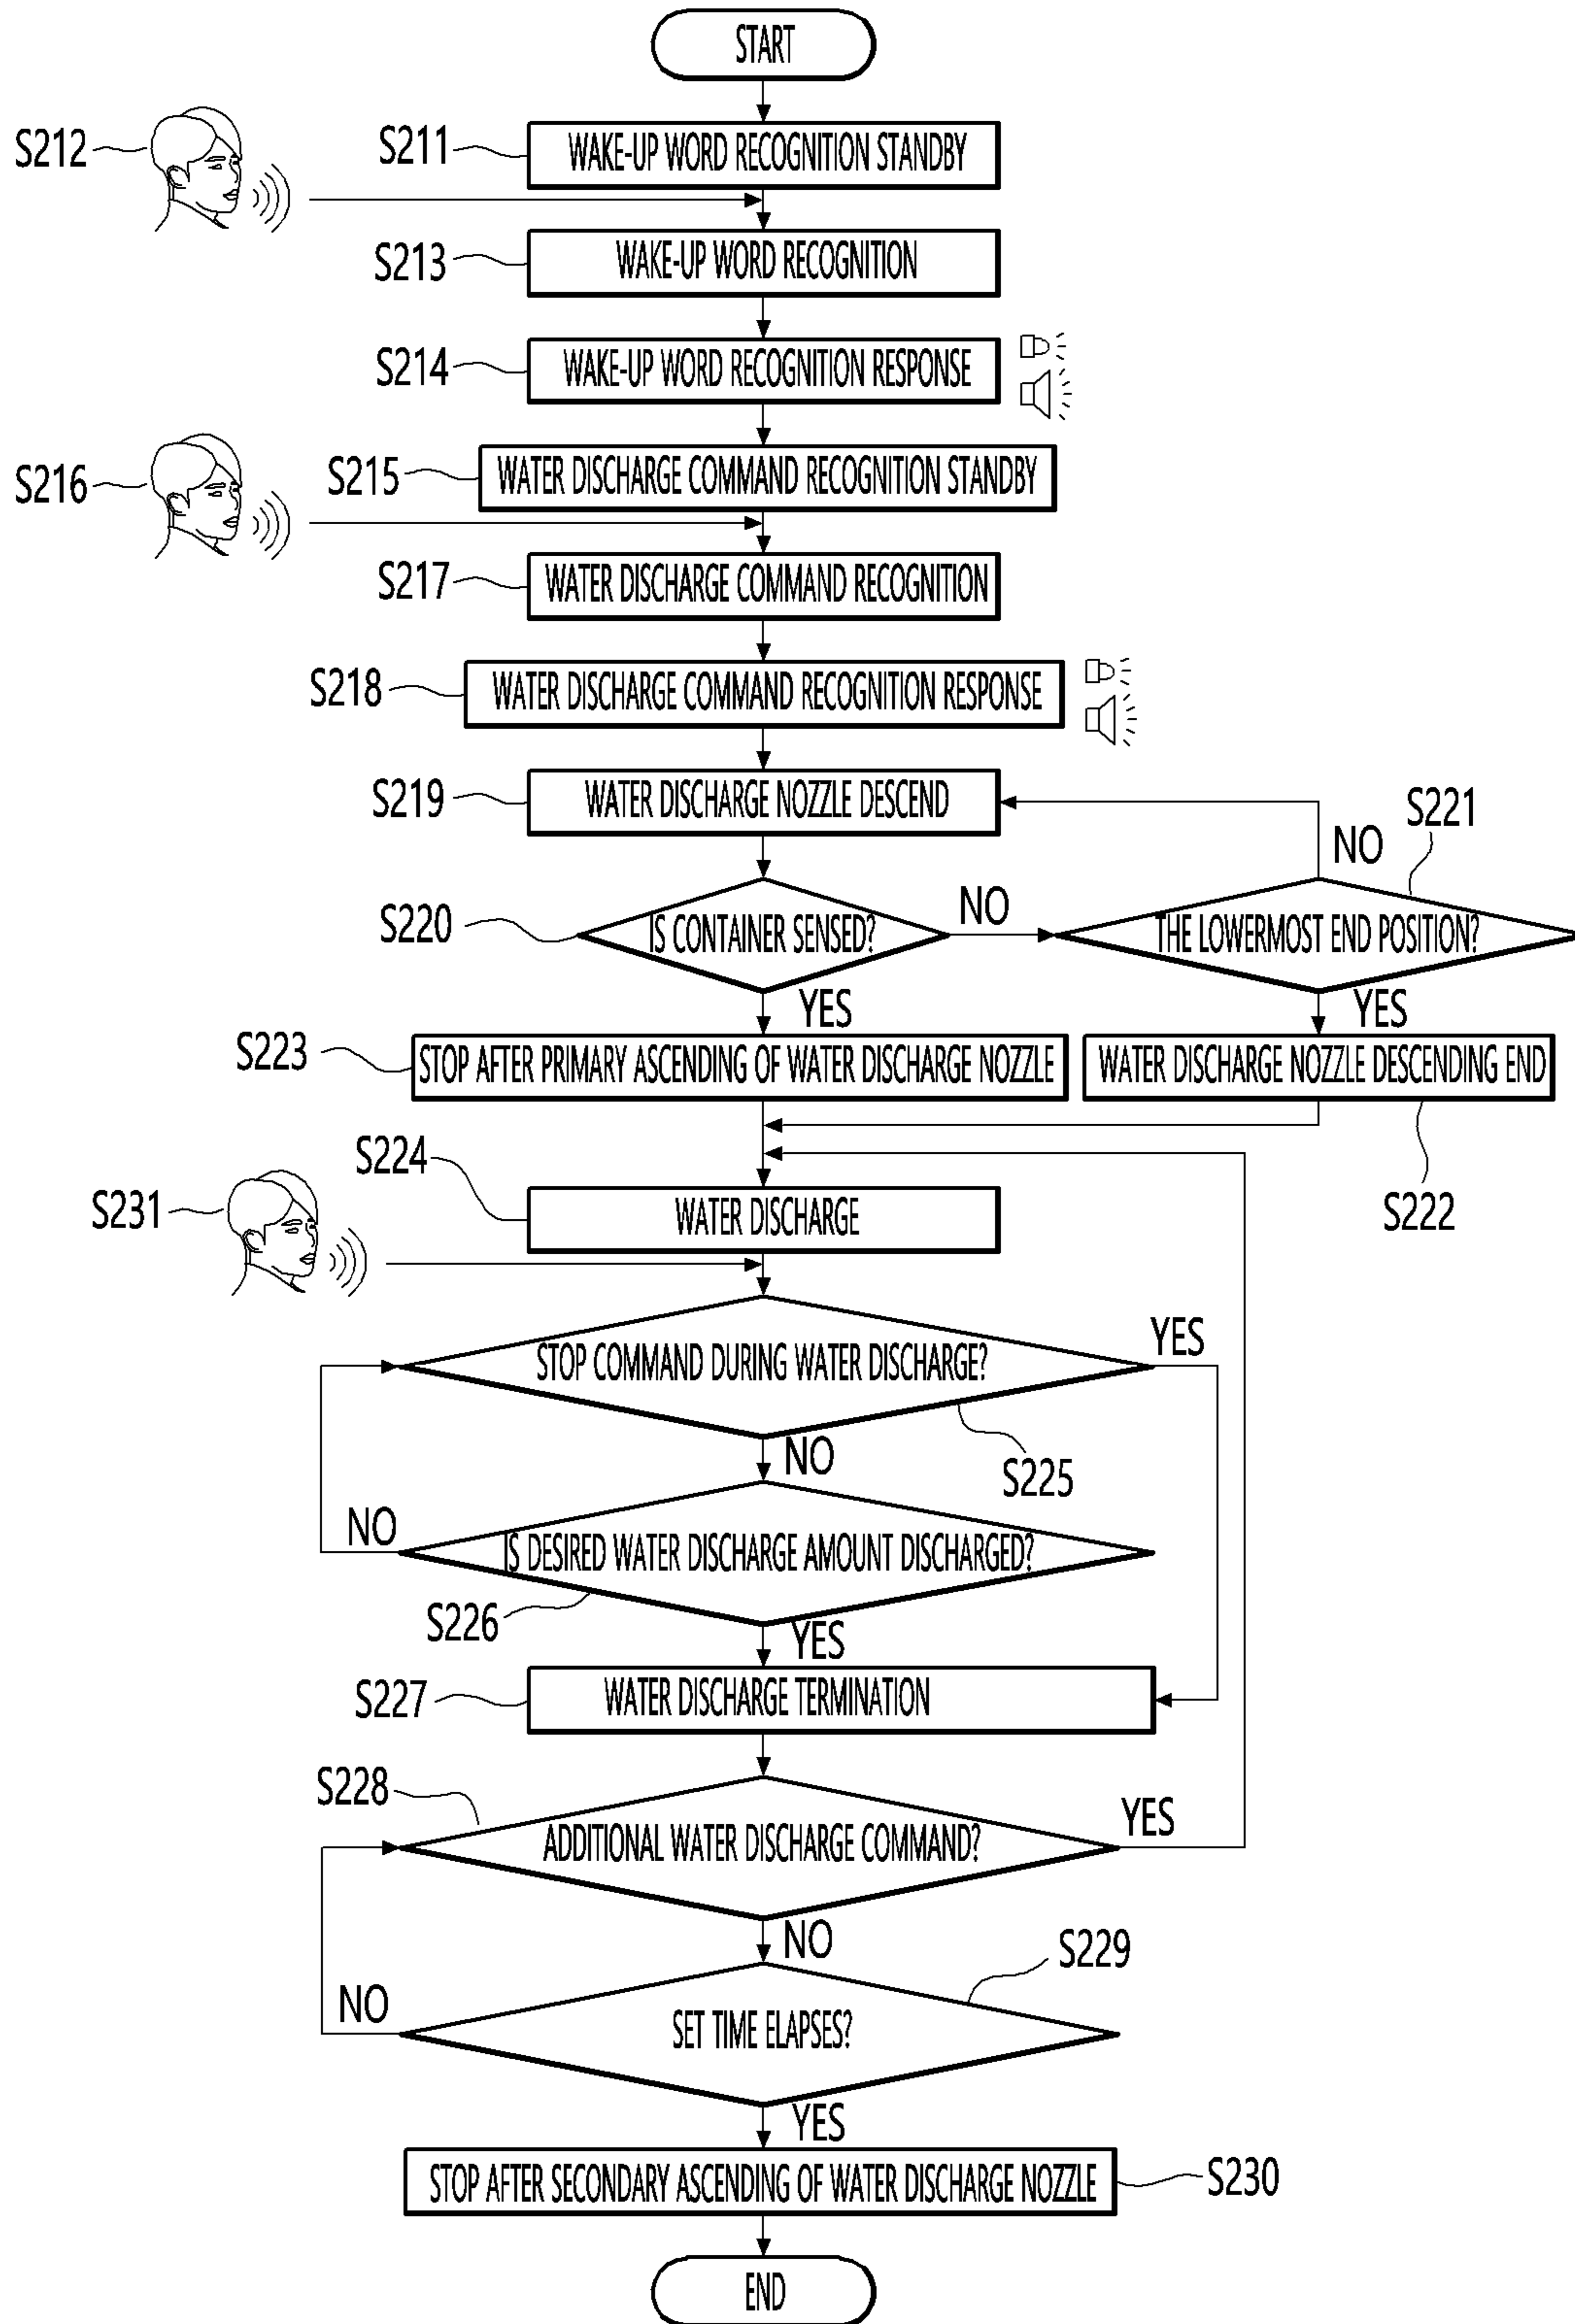 START
S212
S211
WAKE-UP WORD RECOGNITION STANDBY
S213
WAKE-UP WORD RECOGNITION
S214
WAKE-UP WORD RECOGNITION RESPONSE
S216
S215
WATER DISCHARGE COMMAND RECOGNITION STANDBY
S217
WATER DISCHARGE COMMAND RECOGNITION
S218
WATER DISCHARGE COMMAND RECOGNITION RESPONSE
S219
WATER DISCHARGE NOZZLE DESCEND
S221
NO
S220
IS CONTAINER SENSED?
NO
THE LOWERMOST END POSITION?
YES
YES
S223
STOP AFTER PRIMARY ASCENDING OF WATER DISCHARGE NOZZLE
WATER DISCHARGE NOZZLE DESCENDING END
S224
S222
S231
WATER DISCHARGE
YES
STOP COMMAND DURING WATER DISCHARGE?
NO
S225
NO
IS DESIRED WATER DISCHARGE AMOUNT DISCHARGED?
S226
YES
S227
WATER DISCHARGE TERMINATION
S228
YES
ADDITIONAL WATER DISCHARGE COMMAND?
NO
S229
NO
SET TIME ELAPSES?
YES
STOP AFTER SECONDARY ASCENDING OF WATER DISCHARGE NOZZLE
S230
END